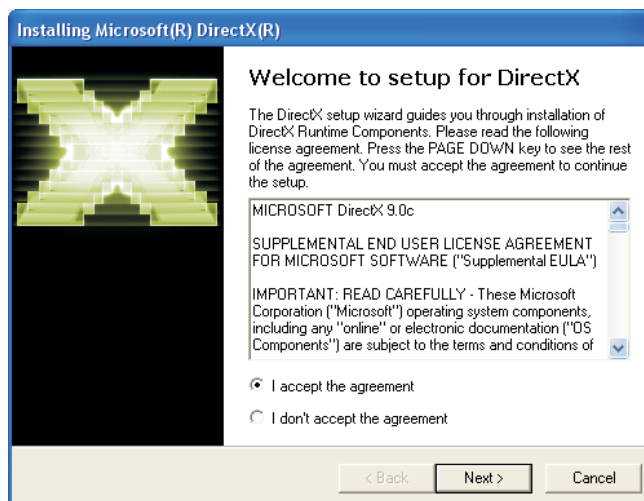 Installing Microsoft(R) DirectX(R)
Welcome to setup for DirectX
The DirectX setup wizard guides you through installation of
DirectX Runtime Components. Please read the following
license agreement. Press the PAGE DOWN key to see the rest
of the agreement. You must accept the agreement to continue
the setup.
MICROSOFT DirectX 9.0c
SUPPLEMENTAL END USER LICENSE AGREEMENT
FOR MICROSOFT SOFTWARE ("Supplemental EULA")
IMPORTANT: READ CAREFULLY - These Microsoft
Corporation ("Microsoft") operating system components,
including any "online" or electronic documentation ("OS
Components") are subject to the terms and conditions of
I accept the agreement
I don't accept the agreement
< Back Next > Cancel